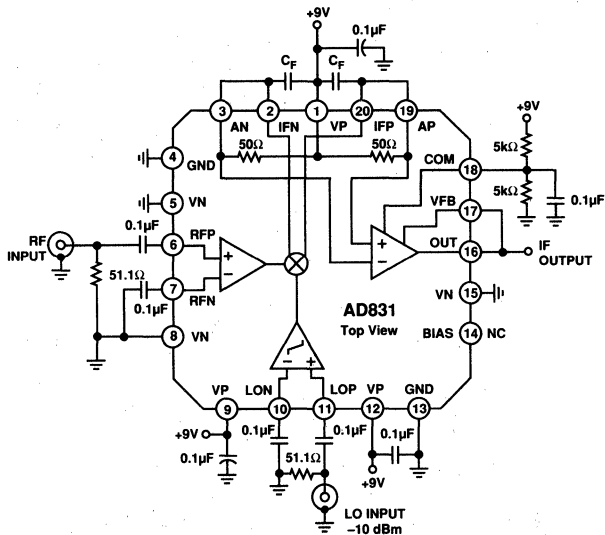 +9V
0.1µF
CF
CF
3
2
1
20
19
AN
IFN
VP
IFP
AP
+9V
50Ω
50Ω
5kΩ
4
GND
COM
18
5kΩ
0.1µF
5
VN
VFB
17
0.1µF
RF
INPUT
6
RFP
+
−
+
−
OUT
16
IF
OUTPUT
51.1Ω
7
RFN
0.1µF
AD831
Top View
VN
15
8
VN
BIAS
14
NC
−
+
VP
LON
LOP
VP
GND
9
10
11
12
13
+9V
0.1µF
0.1µF
0.1µF
0.1µF
51.1Ω
+9V
LO INPUT
−10 dBm